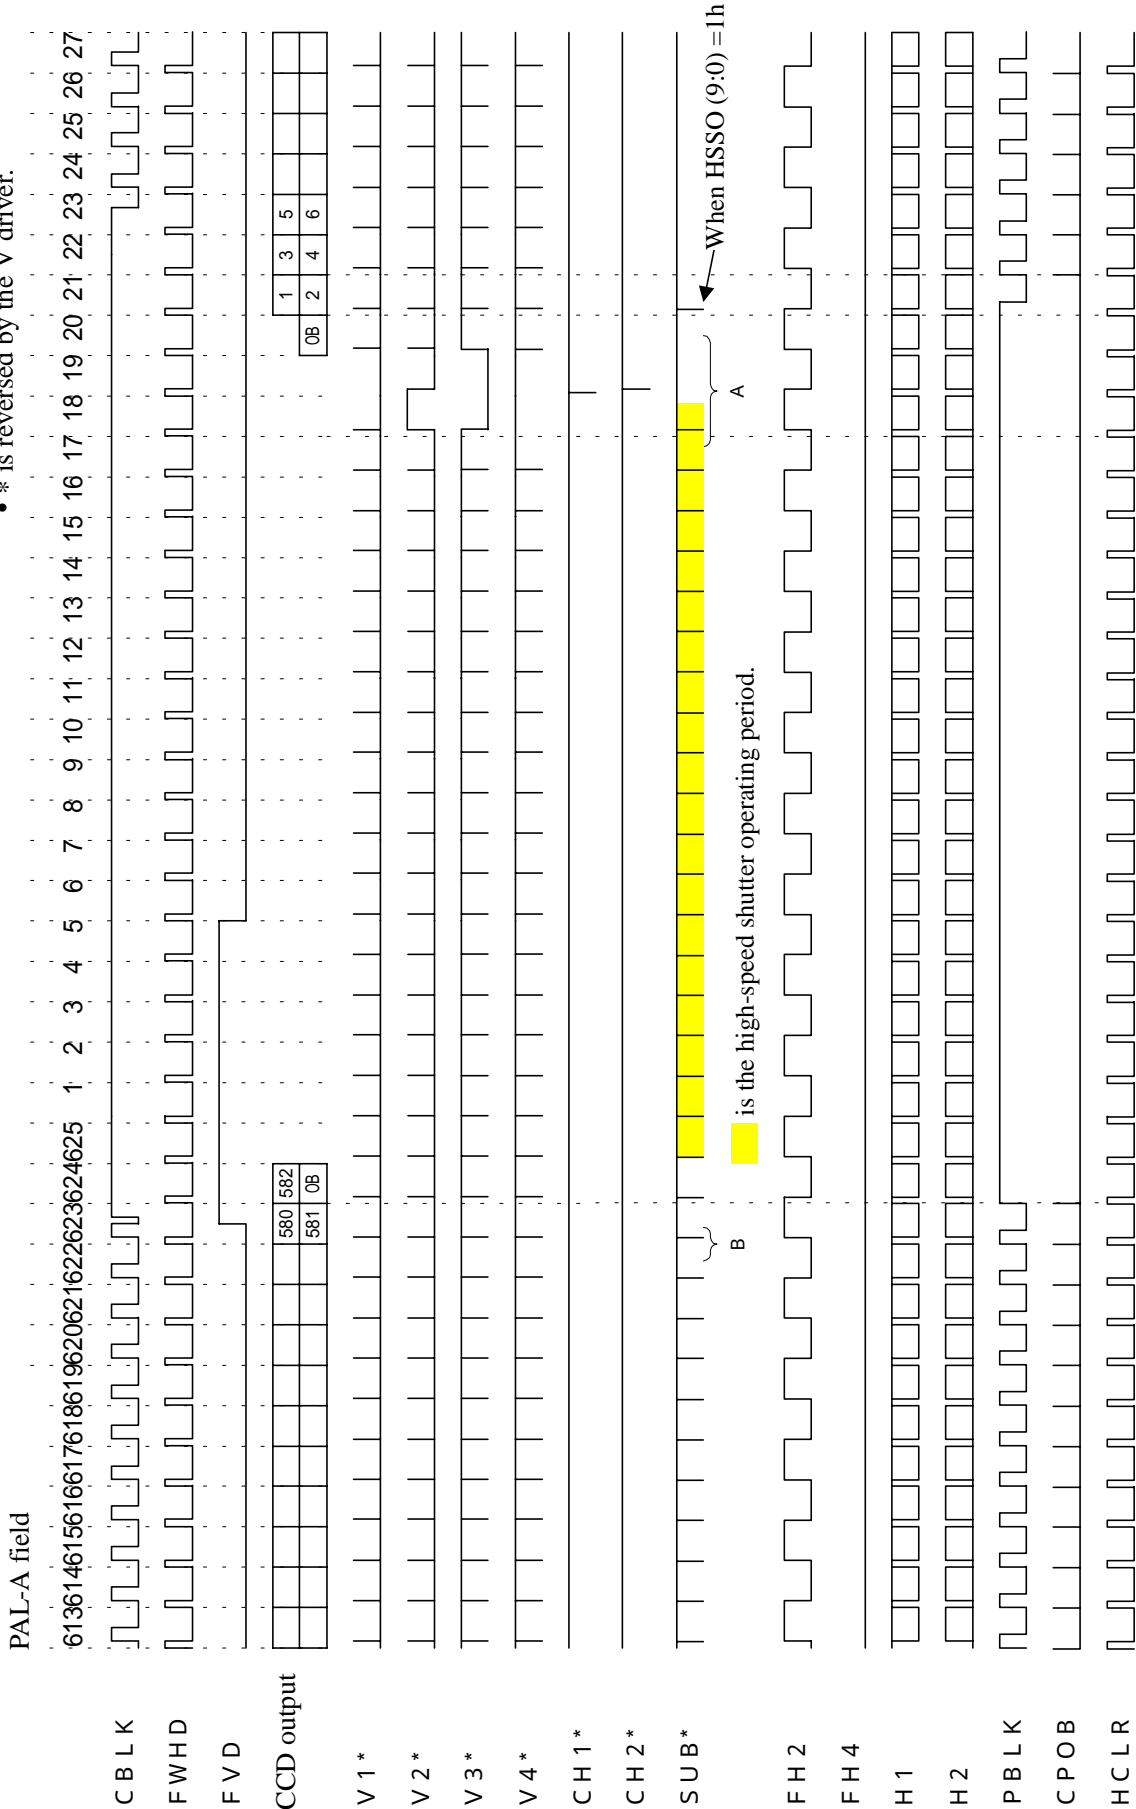 • * is reversed by the V driver.
PAL-A field
613 614 615 616 617 618 619 620 621 622 623 624 625 1 2 3 4 5 6 7 8 9 10 11 12 13 14 15 16 17 18 19 20 21 22 23 24 25 26 27
CBLK
FWHD
FVD
CCD output
580 582 1 3 5
581 0B 0B 2 4 6
V1*
V2*
V3*
V4*
CH1*
CH2*
SUB*
B A
When HSSO (9:0) =1h
is the high-speed shutter operating period.
FH2
FH4
H1
H2
PBLK
CPOB
HCLR